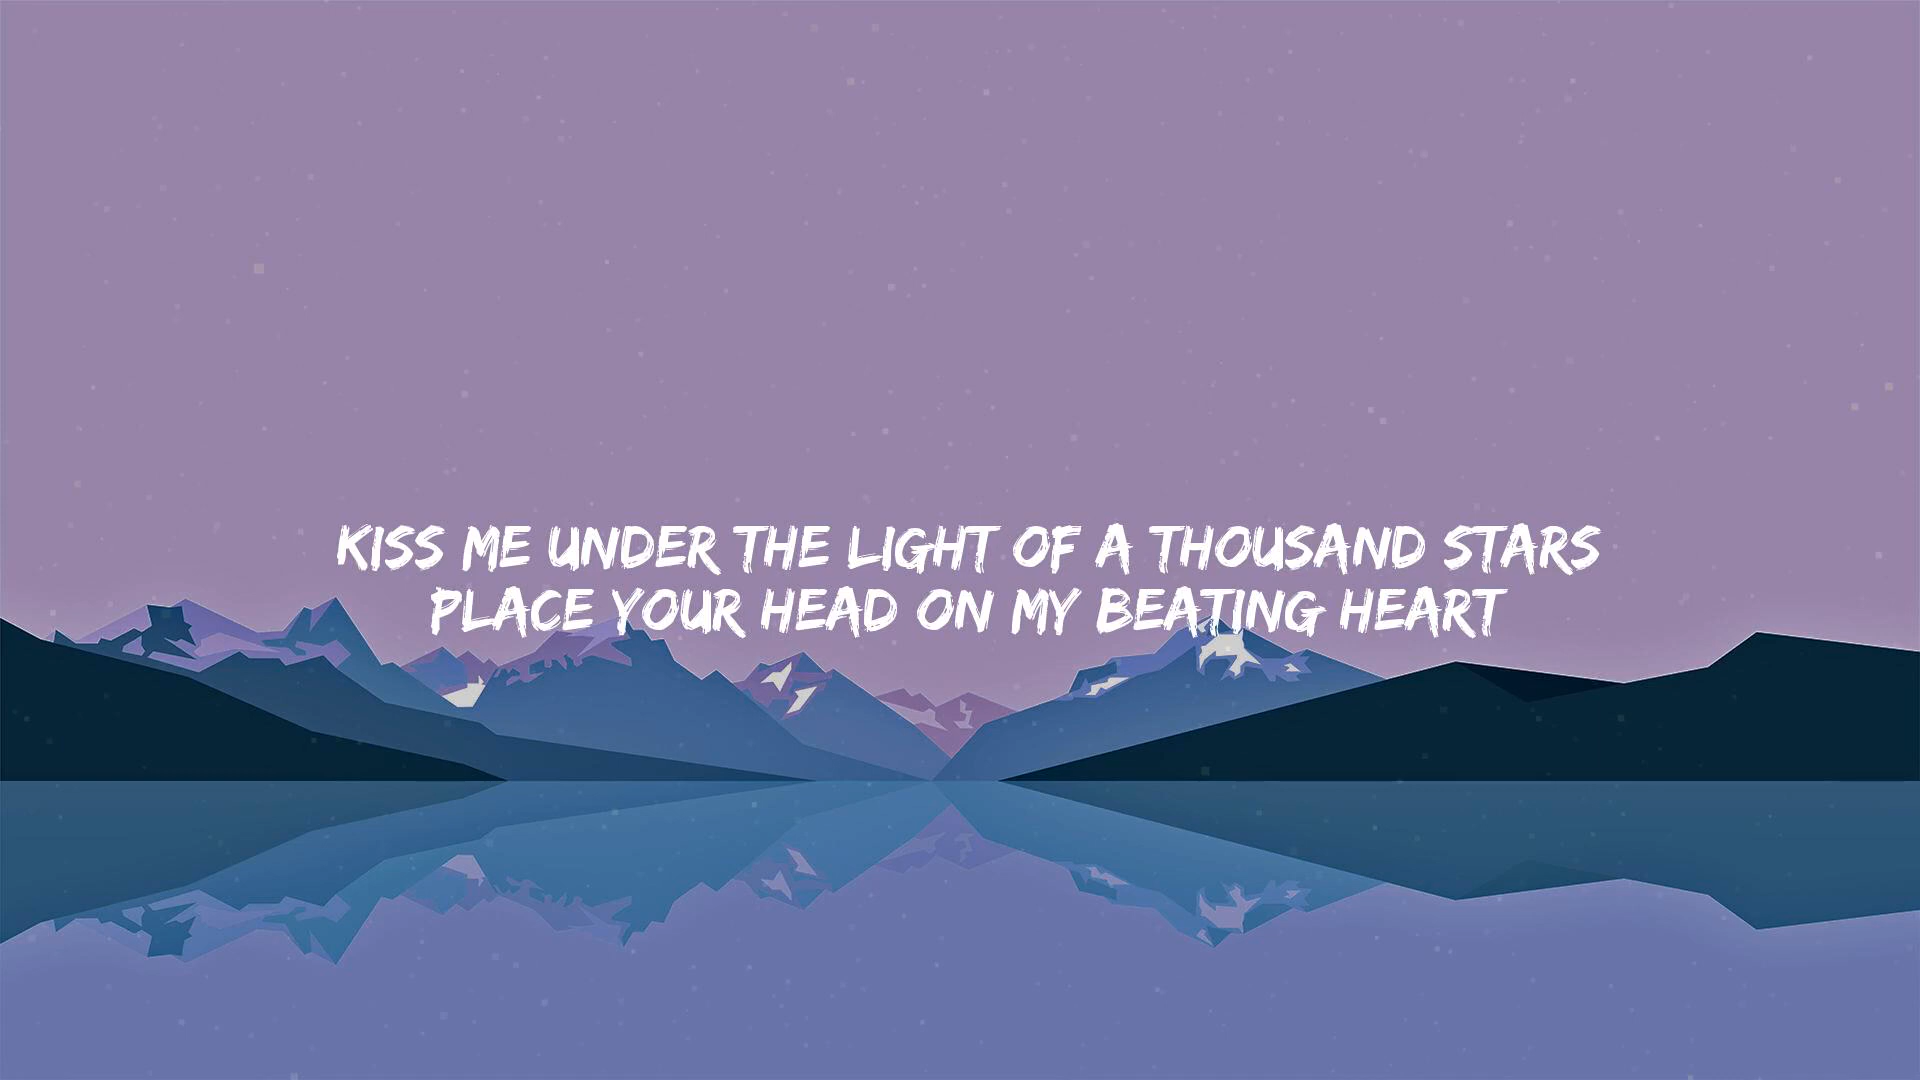 KISS ME UNDER THE LIGHT OF A THOUSAND STARS
PLACE YOUR HEAD ON MY BEATING HEART